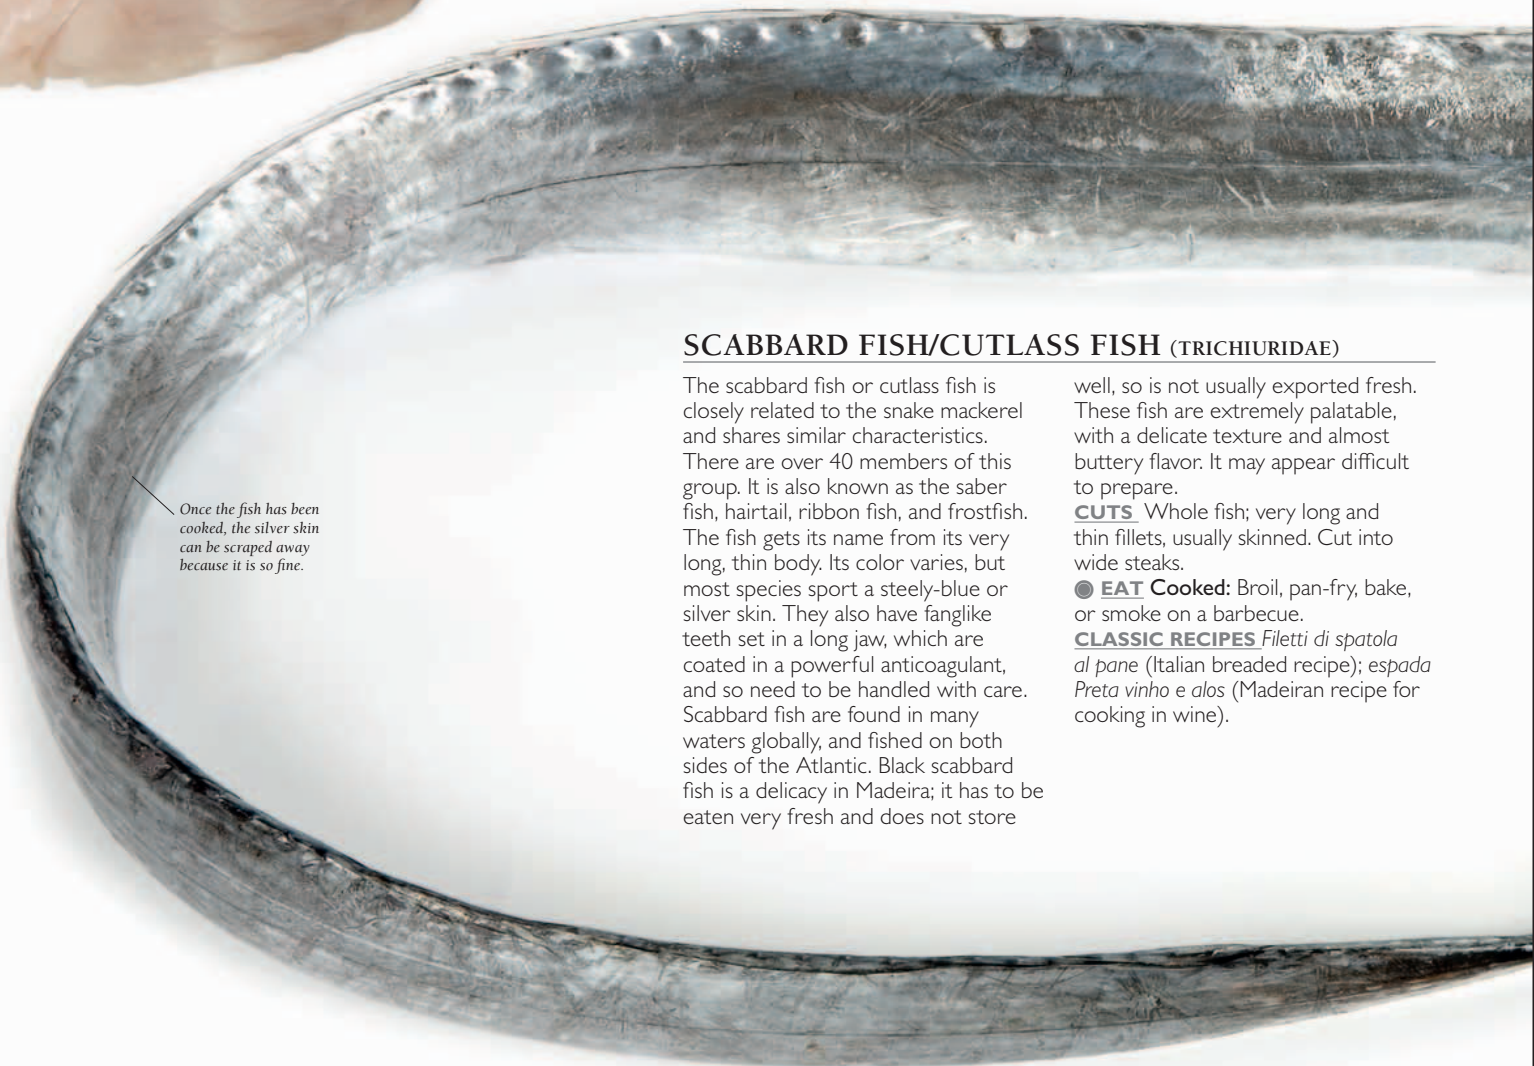 SCABBARD FISH/CUTLASS FISH (TRICHIURIDAE)
The scabbard fish or cutlass fish is
closely related to the snake mackerel
and shares similar characteristics.
There are over 40 members of this
group. It is also known as the saber
fish, hairtail, ribbon fish, and frostfish.
The fish gets its name from its very
long, thin body. Its color varies, but
most species sport a steely-blue or
silver skin. They also have fanglike
teeth set in a long jaw, which are
coated in a powerful anticoagulant,
and so need to be handled with care.
Scabbard fish are found in many
waters globally, and fished on both
sides of the Atlantic. Black scabbard
fish is a delicacy in Madeira; it has to be
eaten very fresh and does not store
well, so is not usually exported fresh.
These fish are extremely palatable,
with a delicate texture and almost
buttery flavor. It may appear difficult
to prepare.
CUTS Whole fish; very long and
thin fillets, usually skinned. Cut into
wide steaks.
EAT Cooked: Broil, pan-fry, bake,
or smoke on a barbecue.
CLASSIC RECIPES Filetti di spatola
al pane (Italian breaded recipe); espada
Preta vinho e alos (Madeiran recipe for
cooking in wine).
Once the fish has been
cooked, the silver skin
can be scraped away
because it is so fine.